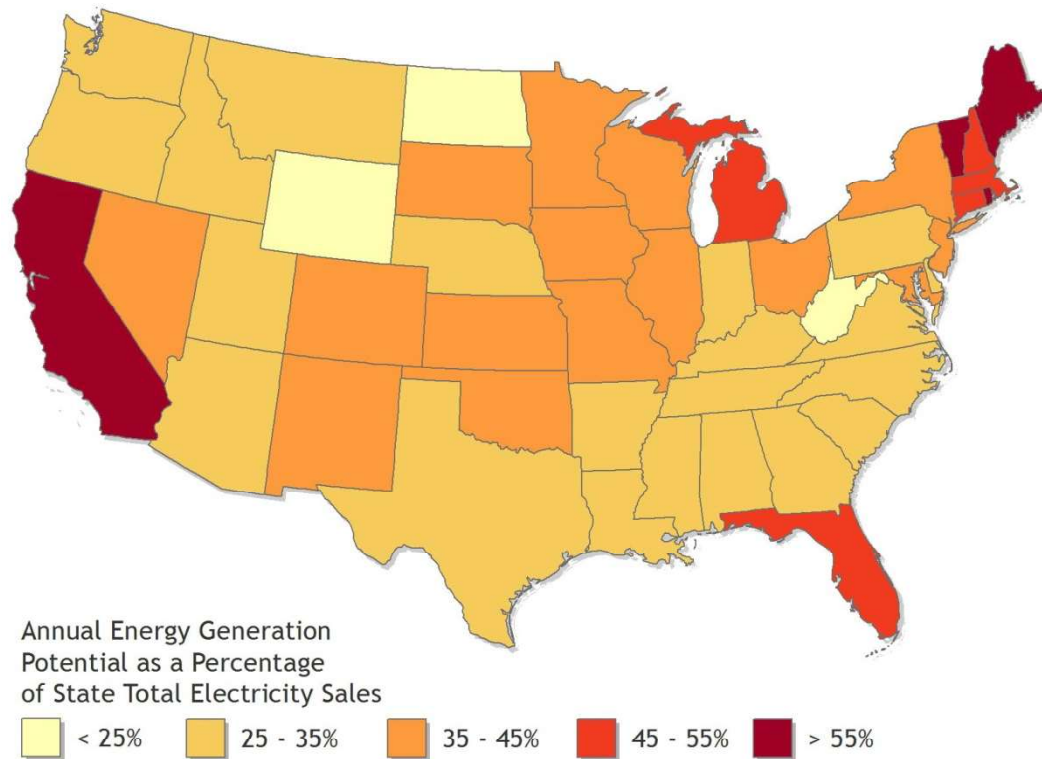 Annual Energy Generation
Potential as a Percentage
of State Total Electricity Sales
< 25% 25 - 35% 35 - 45% 45 - 55% > 55%